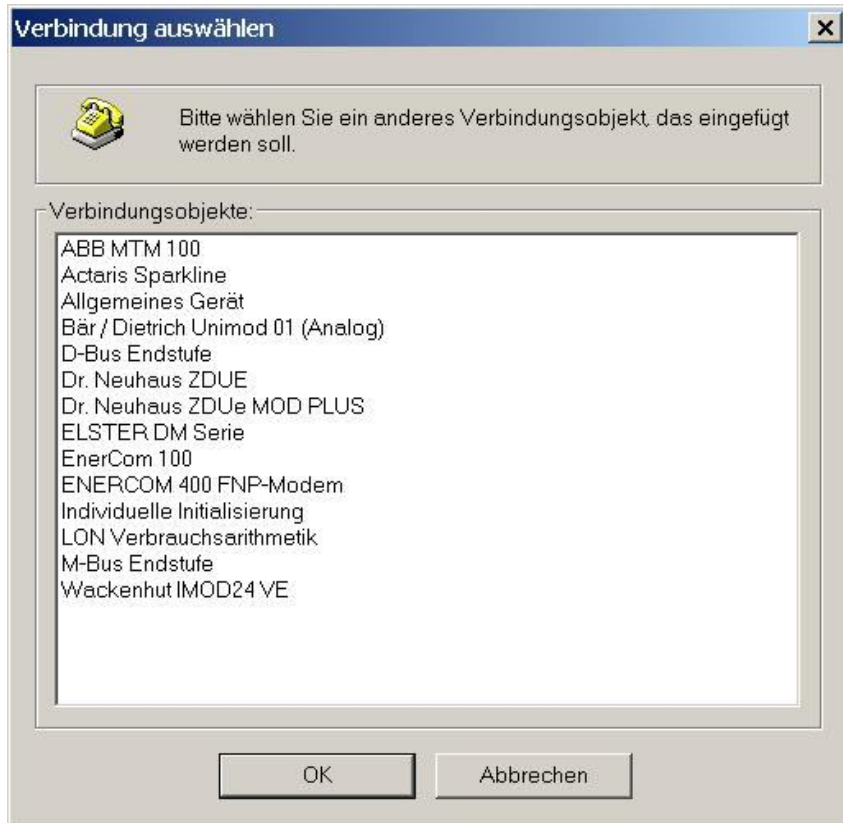 Verbindung auswählen
Bitte wählen Sie ein anderes Verbindungsobjekt, das eingefügt
werden soll.
Verbindungsobjekte:
ABB MTM 100
Actaris Sparkline
Allgemeines Gerät
Bär / Dietrich Unimod 01 (Analog)
D-Bus Endstufe
Dr. Neuhaus ZDUE
Dr. Neuhaus ZDUe MOD PLUS
ELSTER DM Serie
EnerCom 100
ENERCOM 400 FNP-Modem
Individuelle Initialisierung
LON Verbrauchsarithmetik
M-Bus Endstufe
Wackenhut IMOD24 VE
OK
Abbrechen